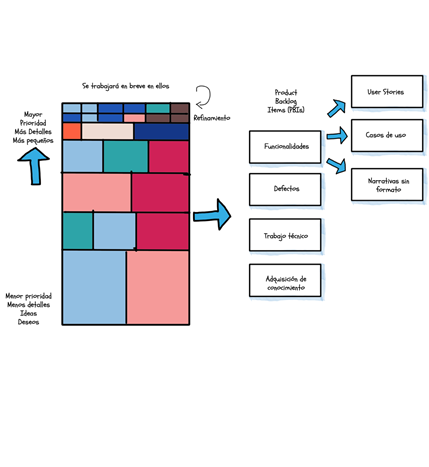 Se trabajará en breve en ellos
Mayor
Prioridad
Más Detalles
Más pequeños
Refinamiento
Menor prioridad
Menos detalles
Ideas
Deseos
Product
Backlog
Items (PBIs)
Funcionalidades
Defectos
Trabajo técnico
Adquisición de
conocimiento
User Stories
Casos de uso
Narrativas sin
formato